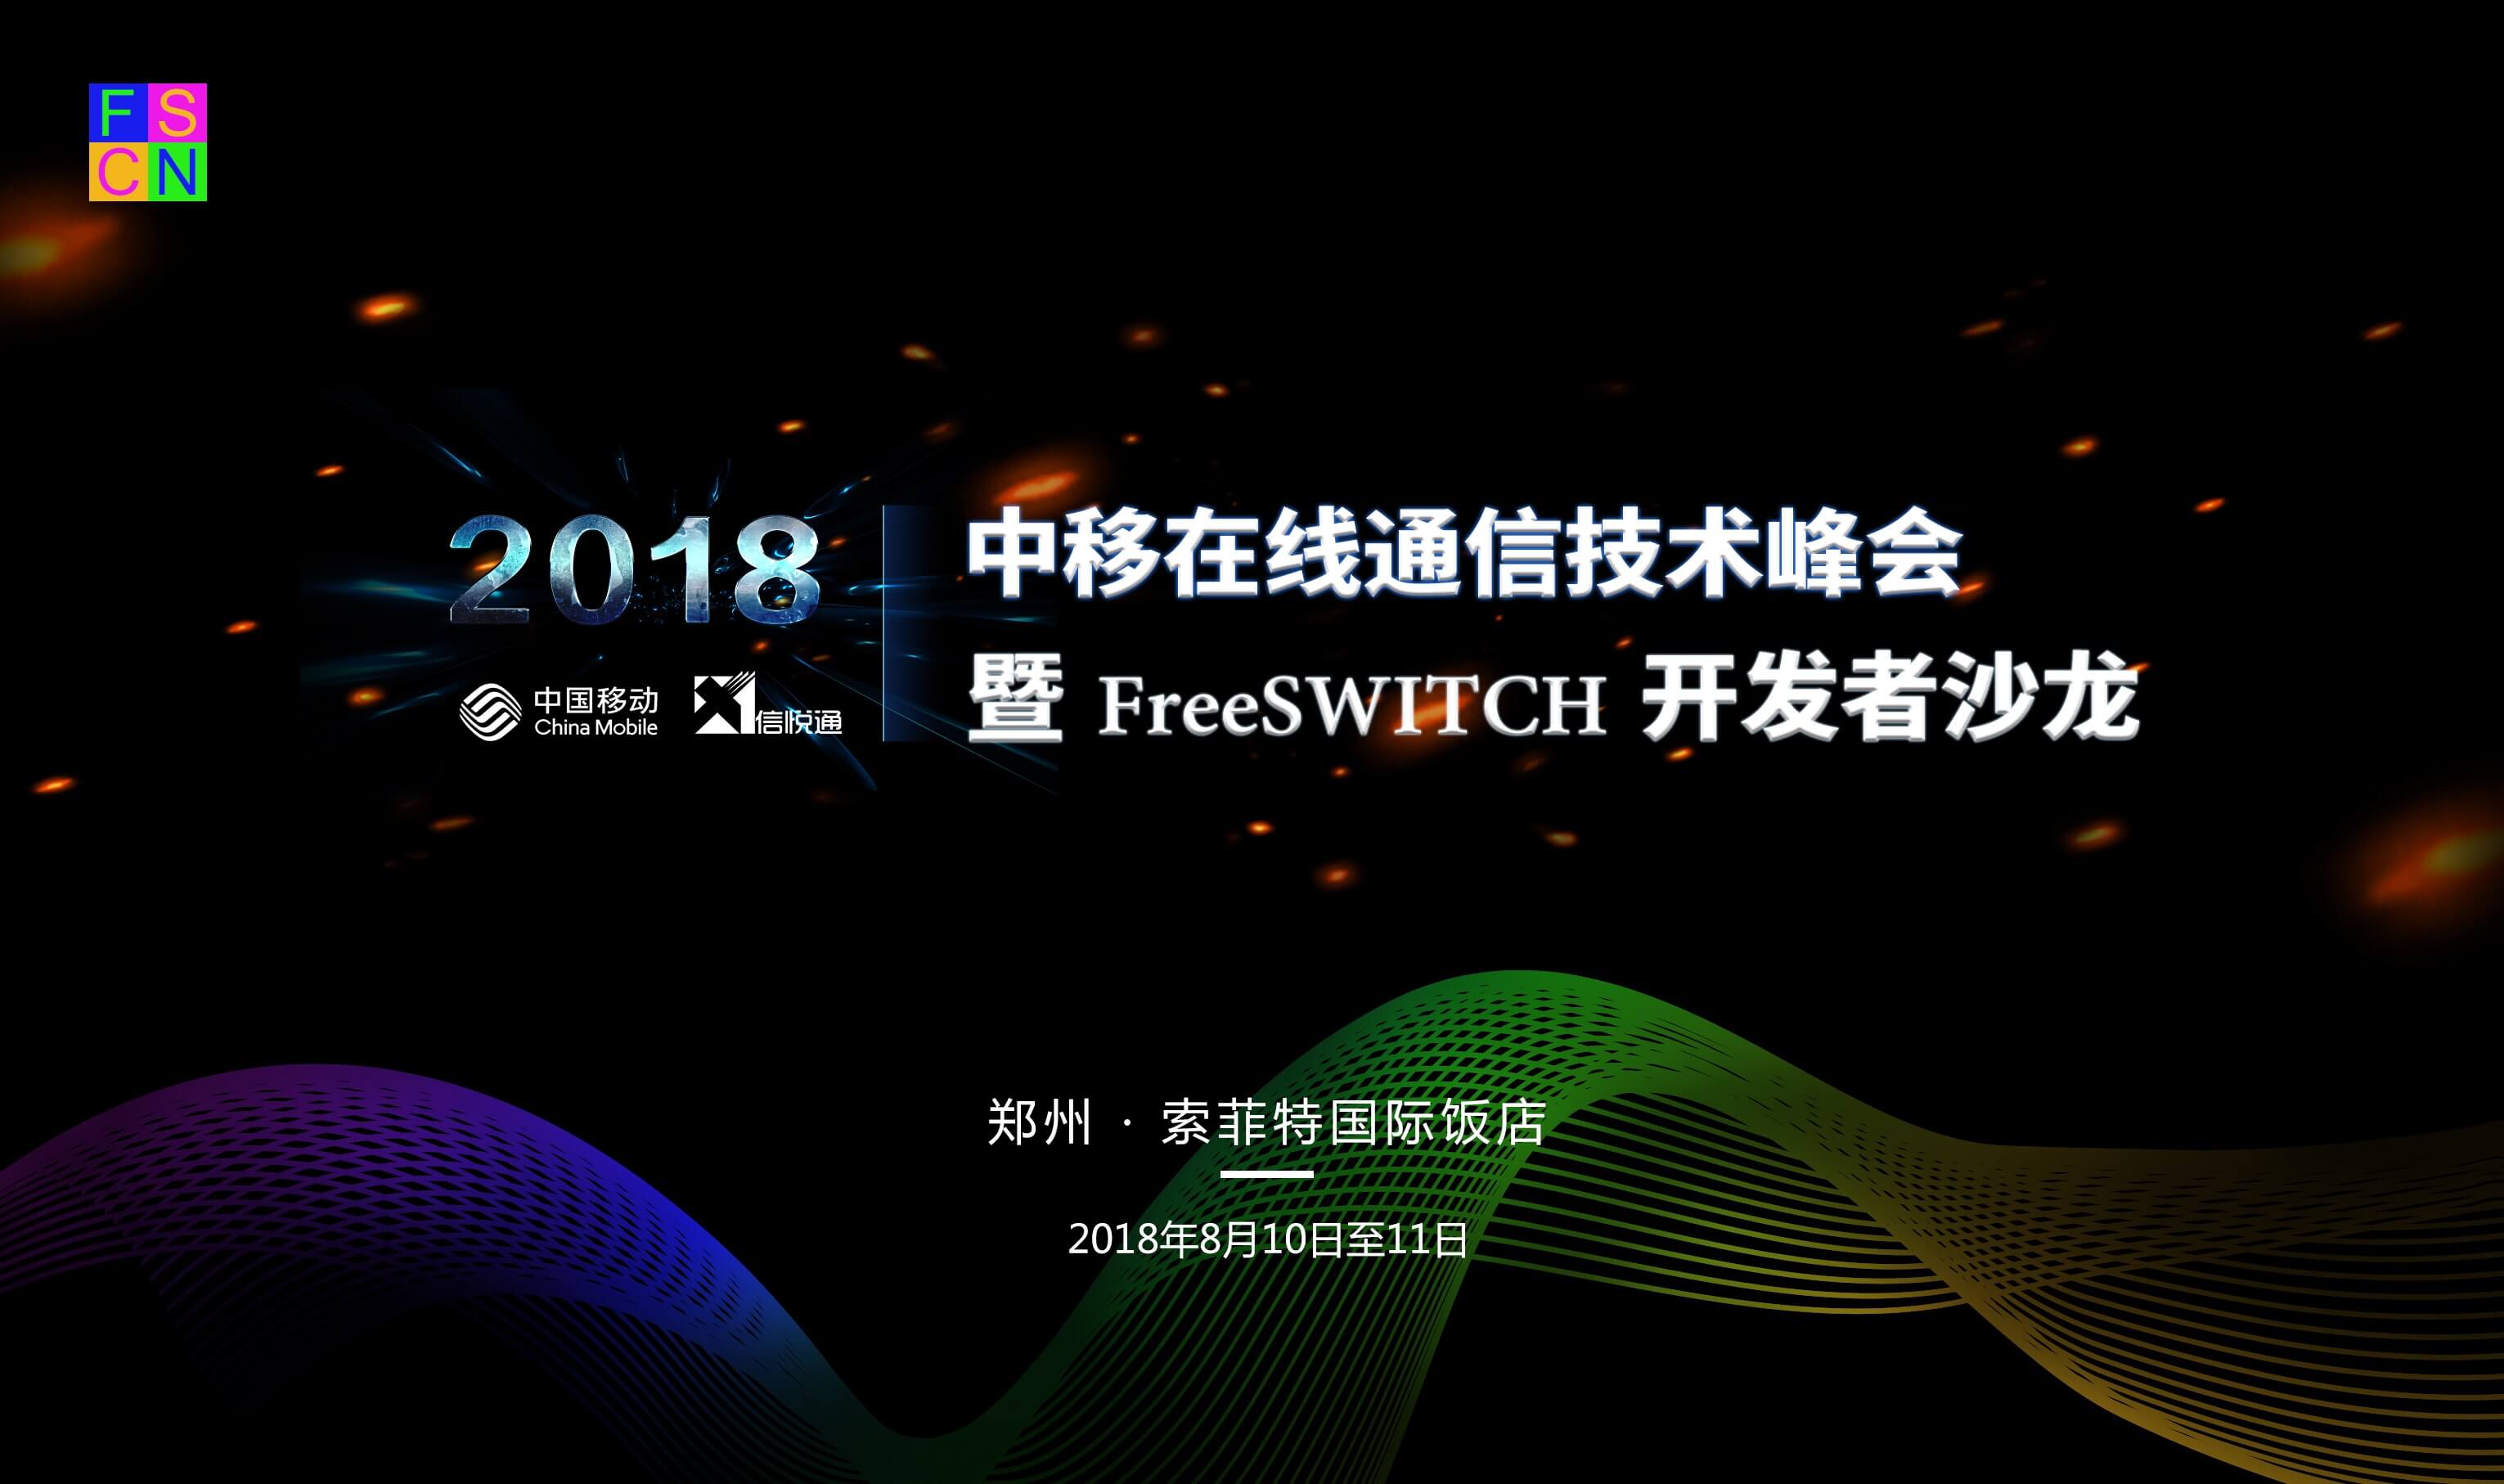 FS
CN
2018
中移在线通信技术峰会
暨 FreeSWITCH 开发者沙龙
中国移动
China Mobile
信悦通
郑州 · 索菲特国际饭店
2018年8月10日至11日